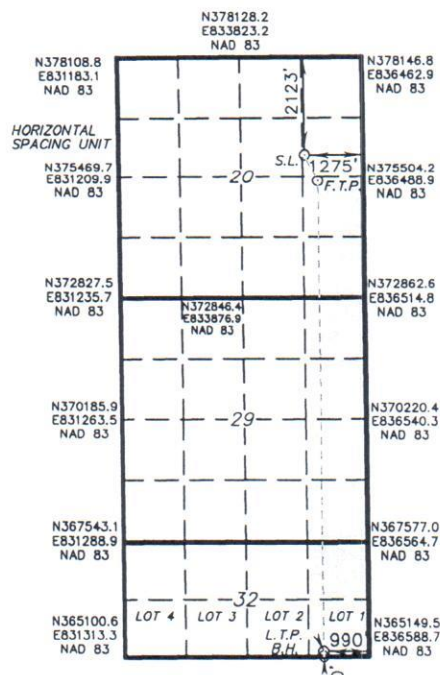 N378128.2
E833823.2
NAD 83
N378108.8
E831183.1
NAD 83
N378146.8
E836462.9
NAD 83
2123'
HORIZONTAL
SPACING UNIT
S.L.
1275'
N375469.7
E831209.9
NAD 83
20
F.T.P.
N375504.2
E836488.9
NAD 83
N372827.5
E831235.7
NAD 83
N372846.4
E833876.9
NAD 83
N372862.6
E836514.8
NAD 83
N370185.9
E831263.5
NAD 83
29
N370220.4
E836540.3
NAD 83
N367543.1
E831288.9
NAD 83
N367577.0
E836564.7
NAD 83
32
LOT 4
LOT 3
LOT 2
LOT 1
N365100.6
E831313.3
NAD 83
L.T.P.
B.H.
990'
N365149.5
E836588.7
NAD 83